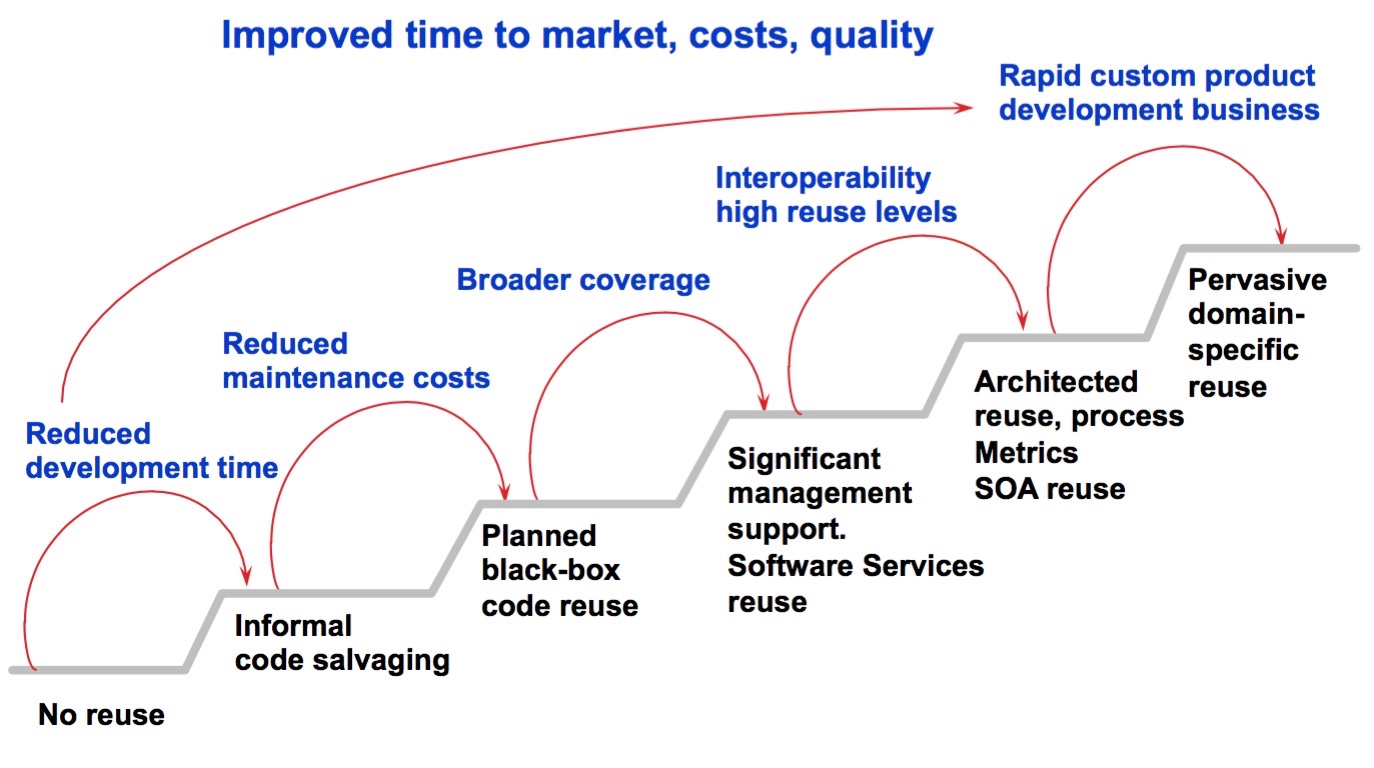 Improved time to market, costs, quality
Rapid custom product
development business
Interoperability
high reuse levels
Broader coverage
Reduced
maintenance costs
Reduced
development time
No reuse
Informal
code salvaging
Planned
black-box
code reuse
Significant
management
support.
Software Services
reuse
Architected
reuse, process
Metrics
SOA reuse
Pervasive
domain-
specific
reuse